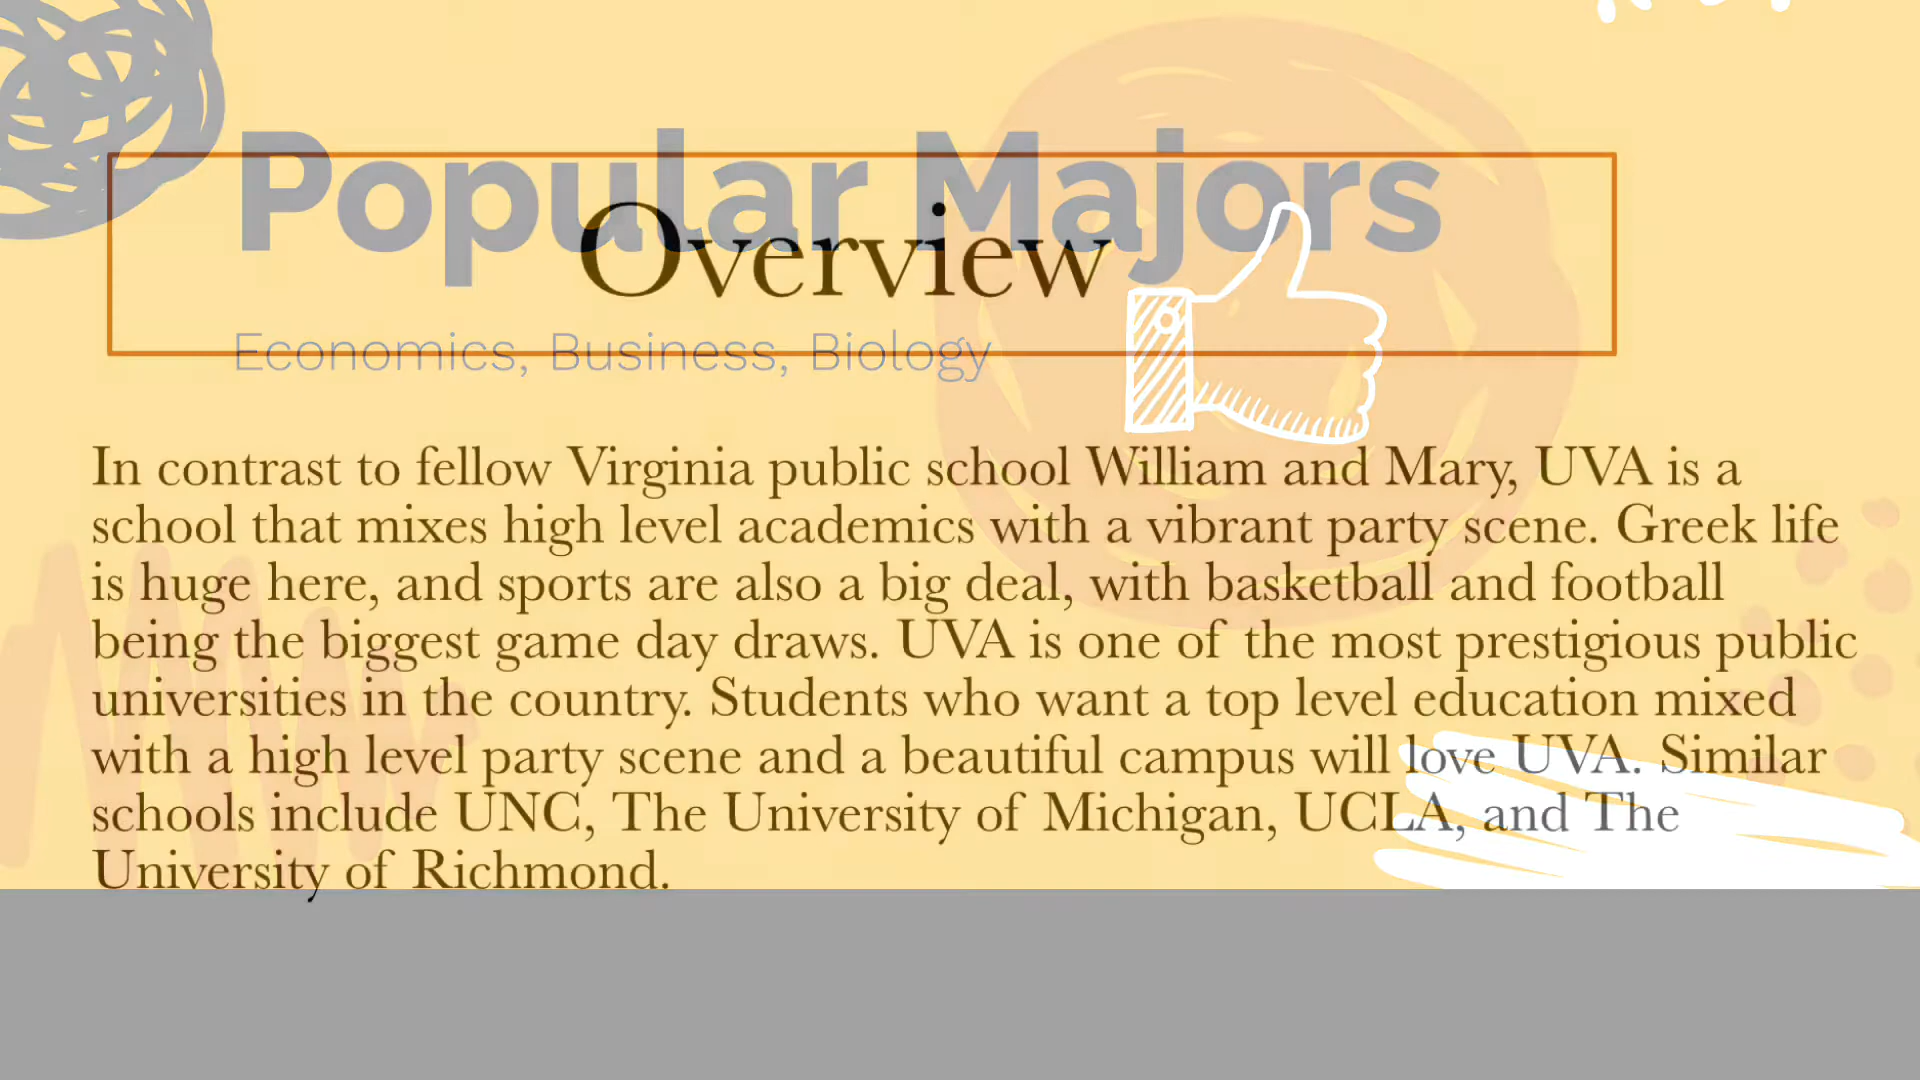 Popular Majors
Overview
Economics, Business, Biology
In contrast to fellow Virginia public school William and Mary, UVA is a
school that mixes high level academics with a vibrant party scene. Greek life
is huge here, and sports are also a big deal, with basketball and football
being the biggest game day draws. UVA is one of the most prestigious public
universities in the country. Students who want a top level education mixed
with a high level party scene and a beautiful campus will love UVA. Similar
schools include UNC, The University of Michigan, UCLA, and The
University of Richmond.